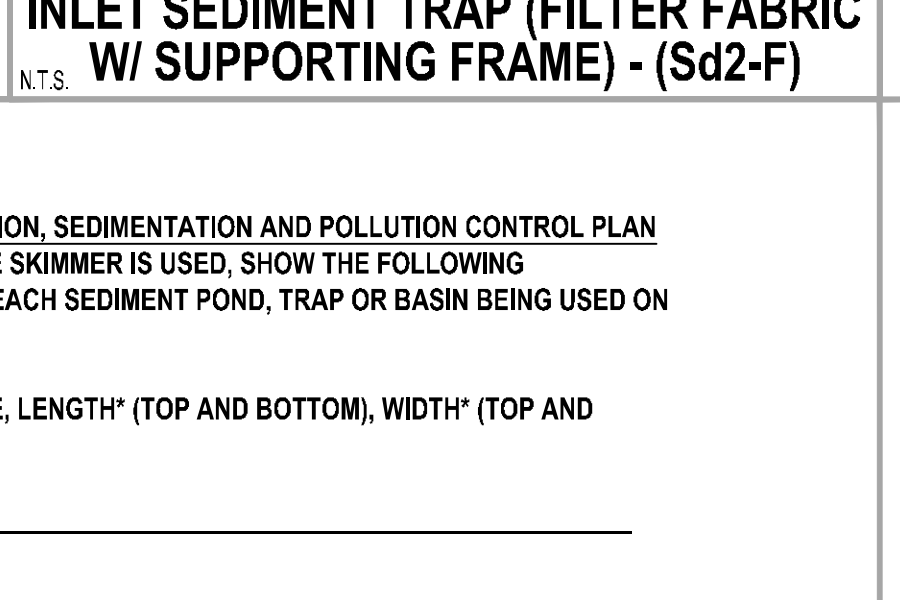 INLET SEDIMENT TRAP (FILTER FABRIC
W/ SUPPORTING FRAME) - (Sd2-F)
N.T.S.
ION, SEDIMENTATION AND POLLUTION CONTROL PLAN
E SKIMMER IS USED, SHOW THE FOLLOWING
EACH SEDIMENT POND, TRAP OR BASIN BEING USED ON
E, LENGTH* (TOP AND BOTTOM), WIDTH* (TOP AND